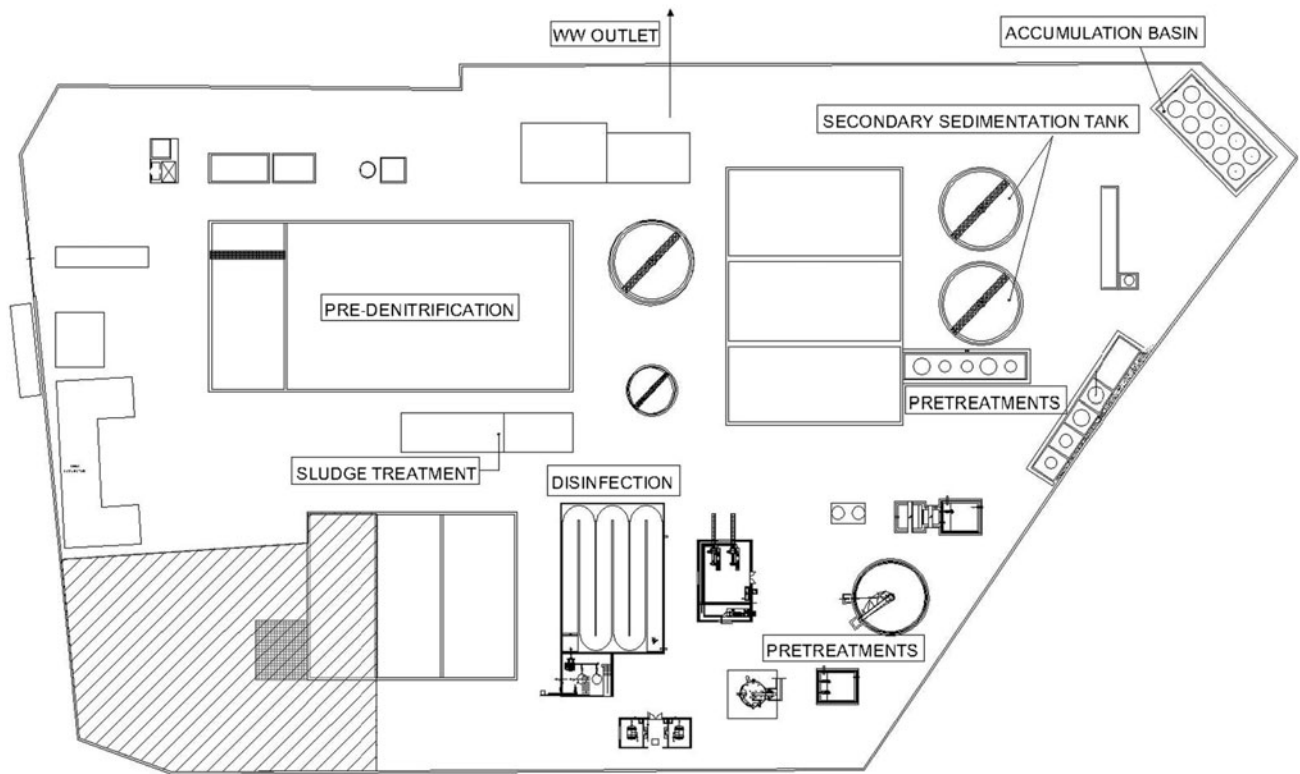 WW OUTLET
ACCUMULATION BASIN
SECONDARY SEDIMENTATION TANK
PRE-DENITRIFICATION
PRETREATMENTS
SLUDGE TREATMENT
DISINFECTION
PRETREATMENTS